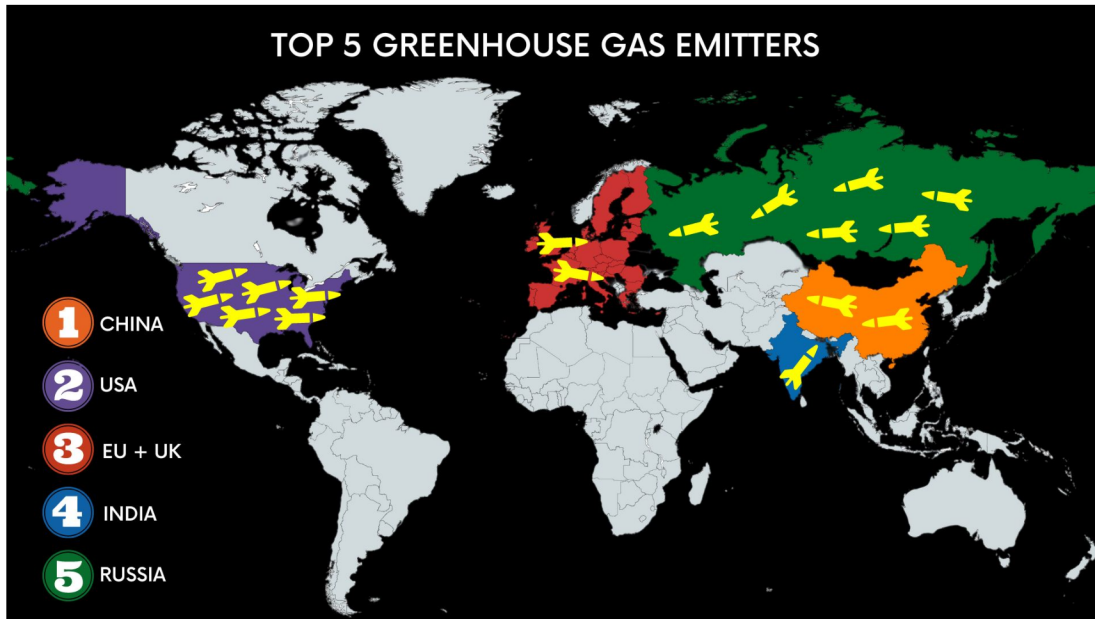 TOP 5 GREENHOUSE GAS EMITTERS
1 CHINA
2 USA
3 EU + UK
4 INDIA
5 RUSSIA